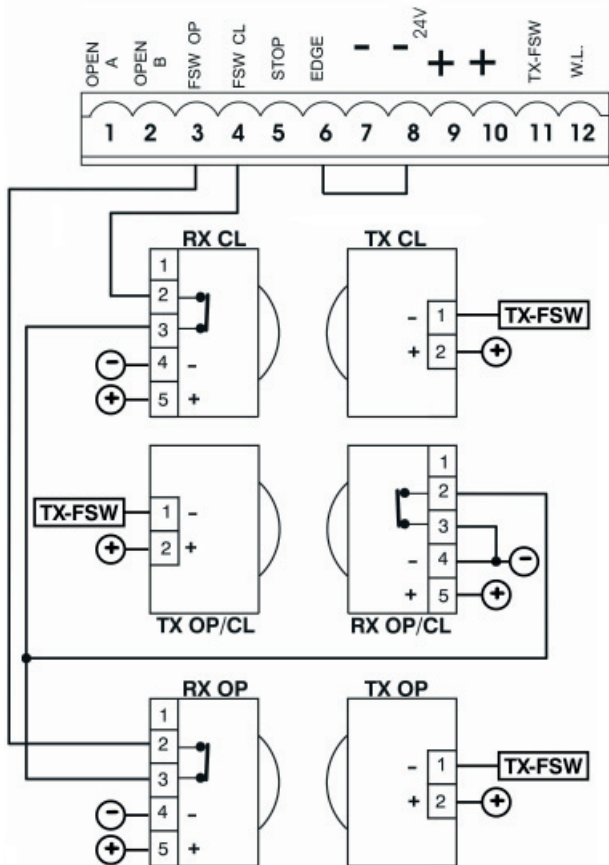 OPEN A
OPEN B
FSW OP
FSW CL
STOP
EDGE
-
- 24V
+
+
TX-FSW
W.L.
1 2 3 4 5 6 7 8 9 10 11 12
RX CL
1
2
3
- 4 -
+ 5 +
TX CL
- 1 TX-FSW
+ 2 +
TX-FSW 1 -
+ 2 +
TX OP/CL
1
2
3
- 4 -
+ 5 +
RX OP/CL
RX OP
1
2
3
- 4 -
+ 5 +
TX OP
- 1 TX-FSW
+ 2 +